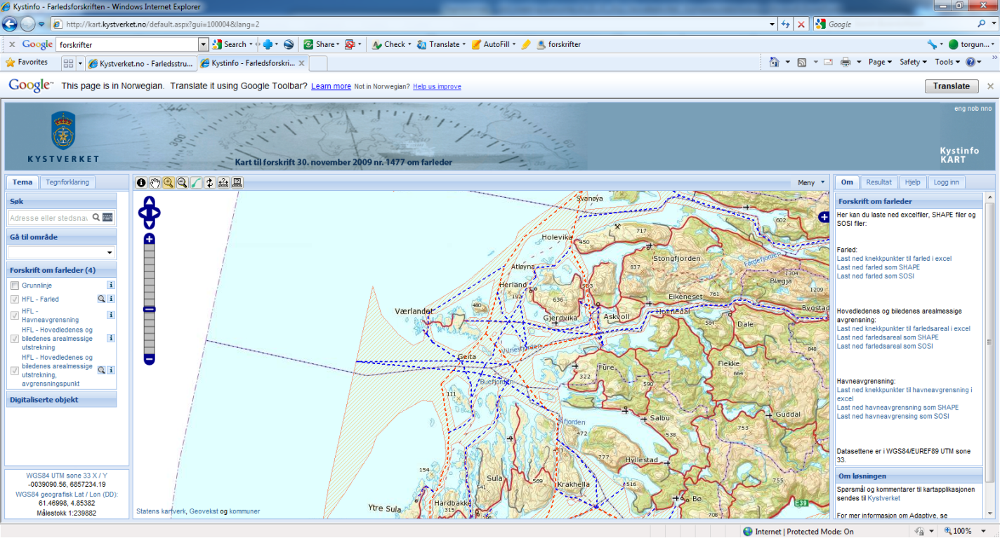 Kystinfo - Farledsforskriften - Windows Internet Explorer
http://kart.kystverket.no/default.aspx?gui=100004&lang=2
Google
Google
forskrifter
Search
Share
Check
Translate
AutoFill
forskrifter
torgun...
Favorites
Kystverket.no - Farledsstru...
Kystinfo - Farledsforskri...
Page
Safety
Tools
Google™ This page is in Norwegian. Translate it using Google Toolbar? Learn more Not in Norwegian? Help us improve
Translate
eng nob nno
KYSTVERKET
Kart til forskrift 30. november 2009 nr. 1477 om farleder
Kystinfo
KART
Tema
Tegnforklaring
Søk
Adresse eller stedsnav
Gå til område
Forskrift om farleder (4)
Grunnlinje
HFL - Farled
HFL -
Havneavgrensning
HFL - Hovedledenes og
biledenes arealmessige
utstrekning
HFL - Hovedledenes og
biledenes arealmessige
utstrekning,
avgrensningspunkt
Digitaliserte objekt
WGS84 UTM sone 33 X / Y
-0039090.56, 6857234.19
WGS84 geografisk Lat / Lon (DD):
61.46998, 4.85382
Målestokk 1:239882
Meny
300
Svanøya
602
717
Holevika
450
Stongfjorden
Førdefjorden
Atløyna
837
1304
Blægja
Herland
192
1209
636
Eikeneset
761
Værlandet
480
Hofnedal
Bygstad
Gjerdvika
Askvoll
584
Dale
Vilnesfjorden
848
Geita
Fure
322
Flekke
664
Buefjorden
590
111
Guddal
Salbu
Åfjorden
753
472
538
453
777
Hyllestad
154
Sula
541
569
Krakhella
516
755
Bø
E39
Ytre Sula
Hardbakke
315
708
Statens kartverk, Geovekst og kommuner
Om
Resultat
Hjelp
Logg inn
Forskrift om farleder
Her kan du laste ned excelfiler, SHAPE filer og
SOSI filer:
Farled:
Last ned knekkpunkter til farled i excel
Last ned farled som SHAPE
Last ned farled som SOSI
Hovedledenes og biledenes arealmessige
avgrensning:
Last ned knekkpunkter til farledsareal i excel
Last ned farledsareal som SHAPE
Last ned farledsareal som SOSI
Havneavgrensning:
Last ned knekkpunkter til havneavgrensning i
excel
Last ned havneavgrensning som SHAPE
Last ned havneavgrensing som SOSI
Datasettene er i WGS84/EUREF89 UTM sone
33.
Om løsningen
Spørsmål og kommentarer til kartapplikasjonen
sendes til Kystverket
For mer informasjon om Adaptive, se
Internet | Protected Mode: On
100%